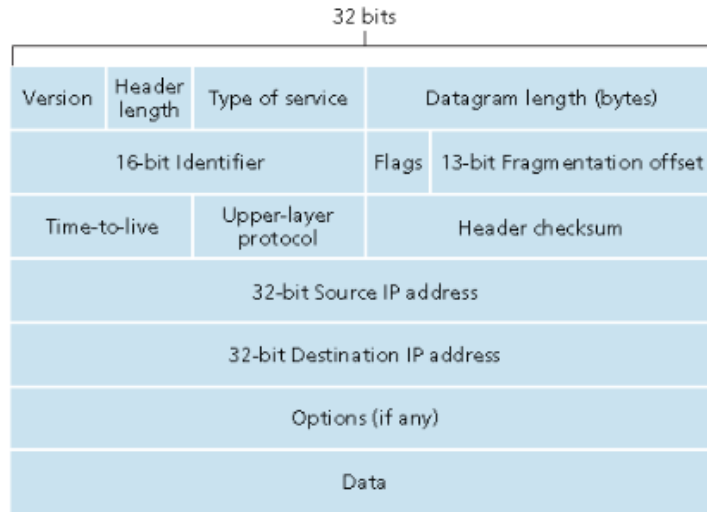 32 bits
Version
Header
length
Type of service
Datagram length (bytes)
16-bit Identifier
Flags
13-bit Fragmentation offset
Time-to-live
Upper-layer
protocol
Header checksum
32-bit Source IP address
32-bit Destination IP address
Options (if any)
Data